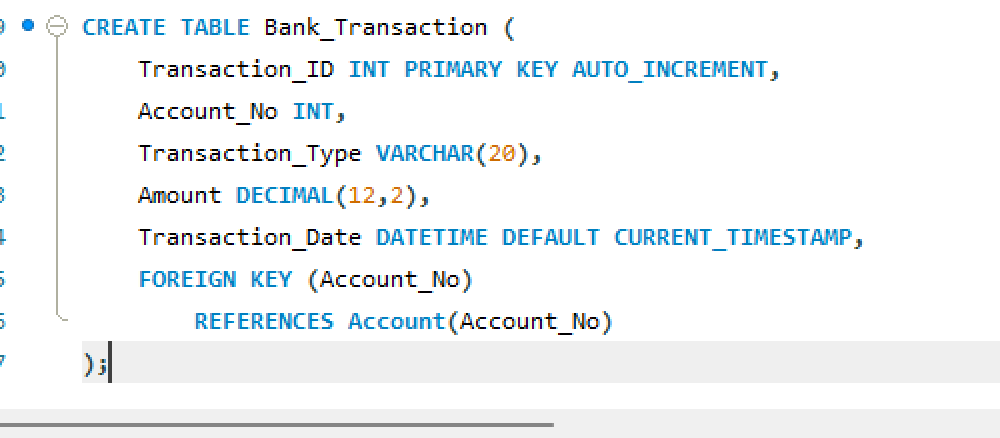 CREATE TABLE Bank_Transaction (
Transaction_ID INT PRIMARY KEY AUTO_INCREMENT,
Account_No INT,
Transaction_Type VARCHAR(20),
Amount DECIMAL(12,2),
Transaction_Date DATETIME DEFAULT CURRENT_TIMESTAMP,
FOREIGN KEY (Account_No)
REFERENCES Account(Account_No)
);